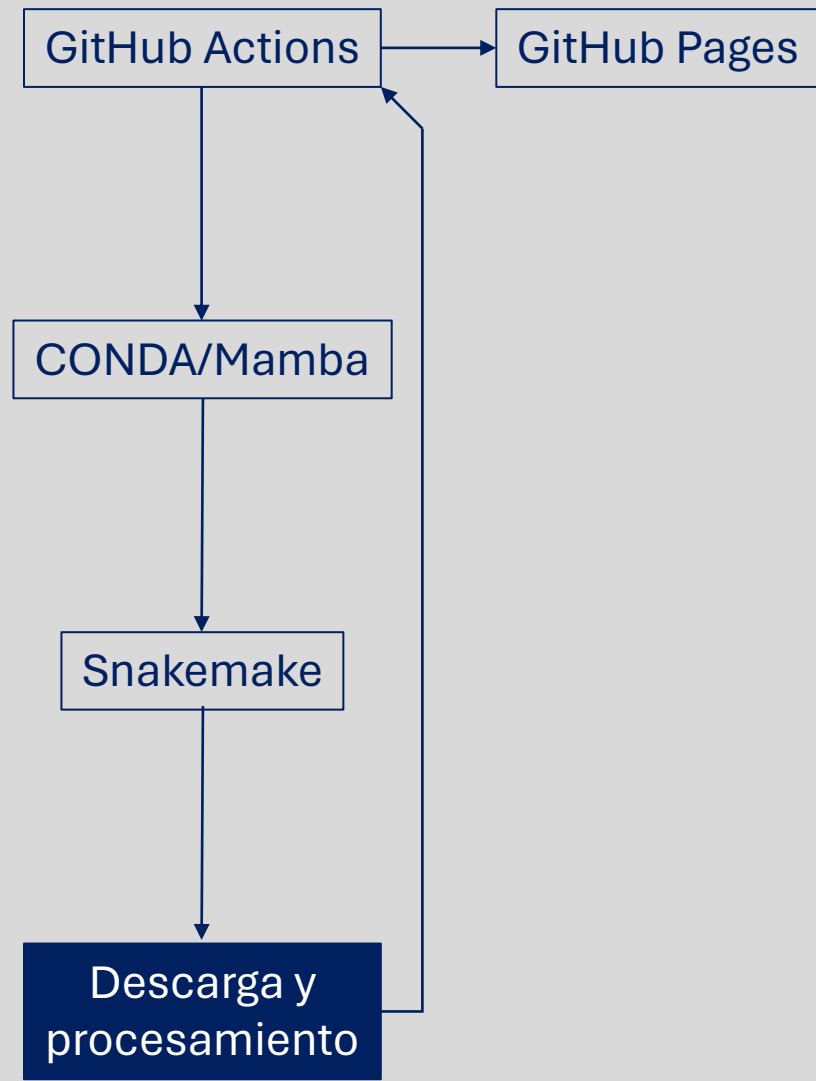 GitHub Actions
GitHub Pages
CONDA/Mamba
Snakemake
Descarga y
procesamiento